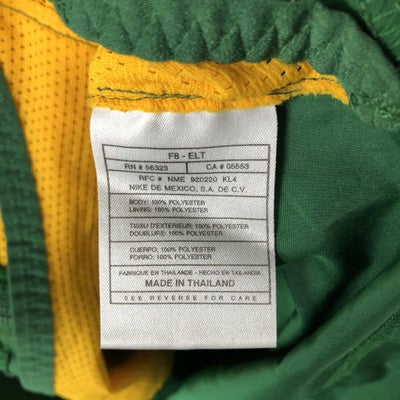 F8 - ELT
RN # 56323 CA # 05553
RFC # NME 920220 KL4
NIKE DE MEXICO, S.A. DE C.V.
BODY: 100% POLYESTER
LINING: 100% POLYESTER
TISSU D'EXTERIEUR: 100% POLYESTER
DOUBLURE: 100% POLYESTER
CUERPO: 100% POLYESTER
FORRO: 100% POLYESTER
FABRIQUE EN THAILANDE - HECHO EN TAILANDIA
MADE IN THAILAND
SEE REVERSE FOR CARE